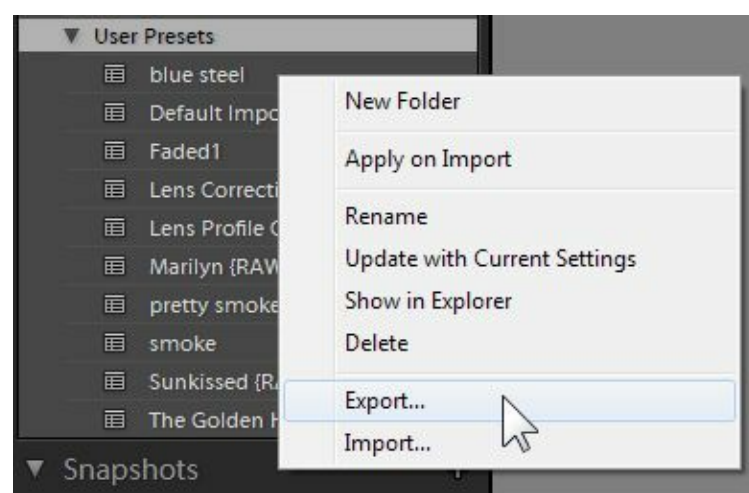 User Presets
blue steel
Default Impo
Faded1
Lens Correcti
Lens Profile
Marilyn {RAW
pretty smoke
smoke
Sunkissed {RA
The Golden H
Snapshots
New Folder
Apply on Import
Rename
Update with Current Settings
Show in Explorer
Delete
Export...
Import...